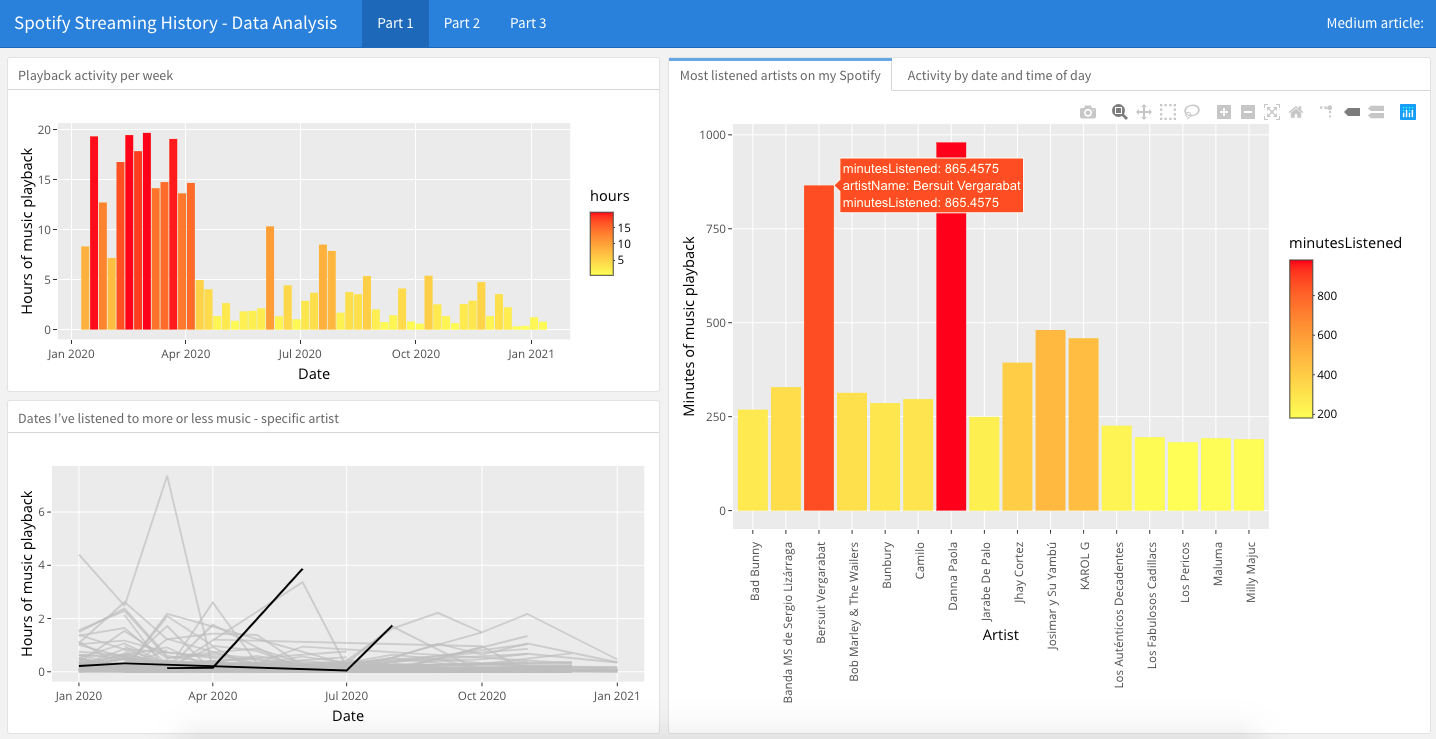 Spotify Streaming History - Data Analysis
Part 1
Part 2
Part 3
Medium article:
Playback activity per week
Hours of music playback
20
15
10
5
0
Jan 2020
Apr 2020
Jul 2020
Oct 2020
Jan 2021
Date
hours
15
10
5
Dates I've listened to more or less music - specific artist
Hours of music playback
6
4
2
0
Jan 2020
Apr 2020
Jul 2020
Oct 2020
Jan 2021
Date
Most listened artists on my Spotify
Activity by date and time of day
Minutes of music playback
1000
750
500
250
0
minutesListened: 865.4575
artistName: Bersuit Vergarabat
minutesListened: 865.4575
Bad Bunny
Banda MS de Sergio Lizárraga
Bersuit Vergarabat
Bob Marley & The Wailers
Bunbury
Camilo
Danna Paola
Jarabe De Palo
Jhay Cortez
Josimar y Su Yambú
KAROL G
Los Auténticos Decadentes
Los Fabulosos Cadillacs
Los Pericos
Maluma
Milly Majuc
Artist
minutesListened
800
600
400
200